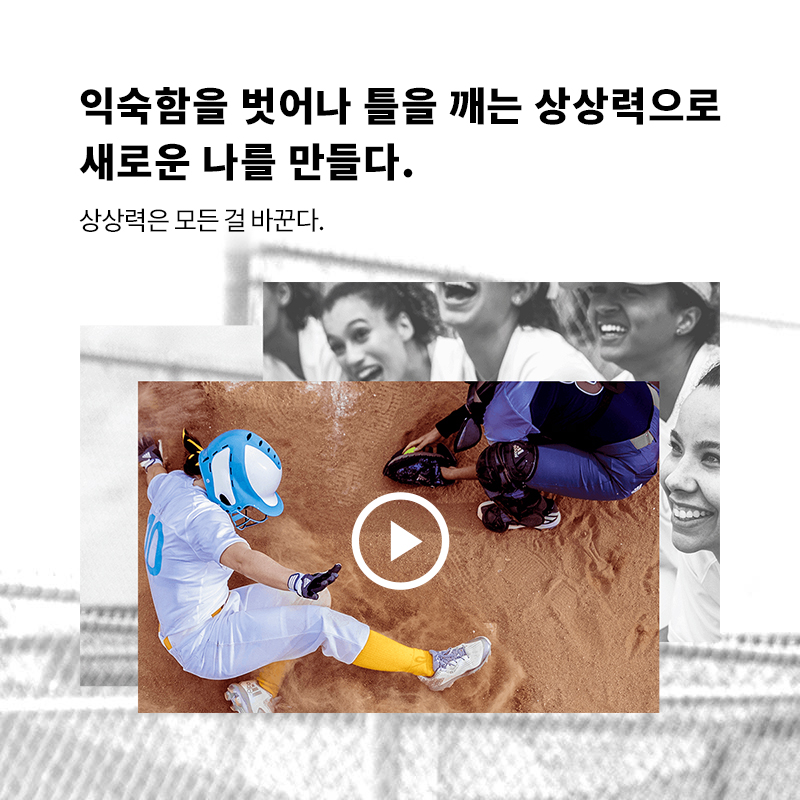 익숙함을 벗어나 틀을 깨는 상상력으로
새로운 나를 만들다.
상상력은 모든 걸 바꾼다.